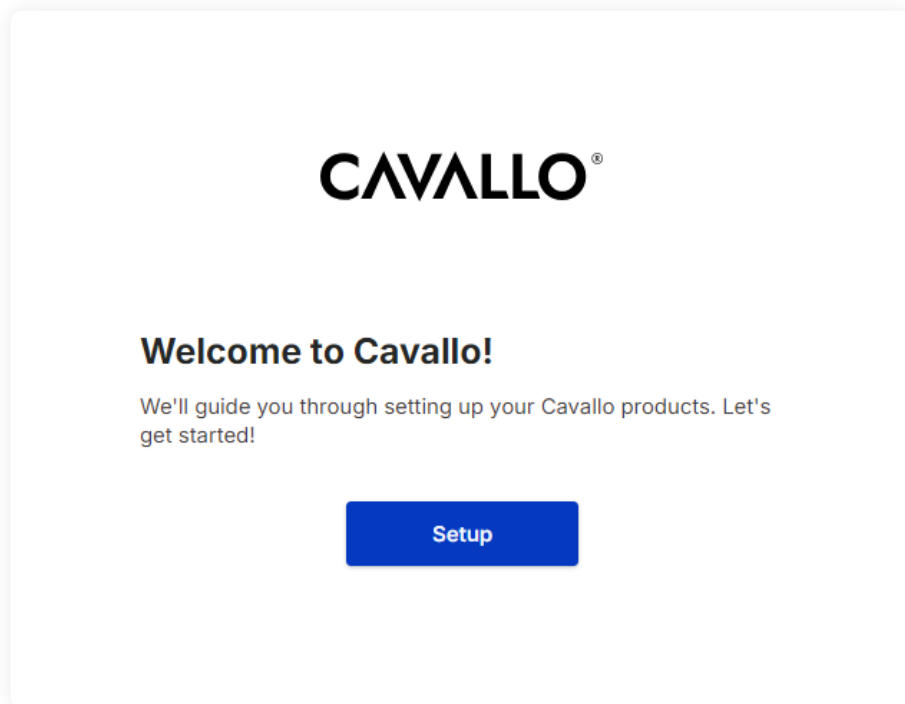 CAVALLO®
Welcome to Cavallo!
We'll guide you through setting up your Cavallo products. Let's
get started!
Setup